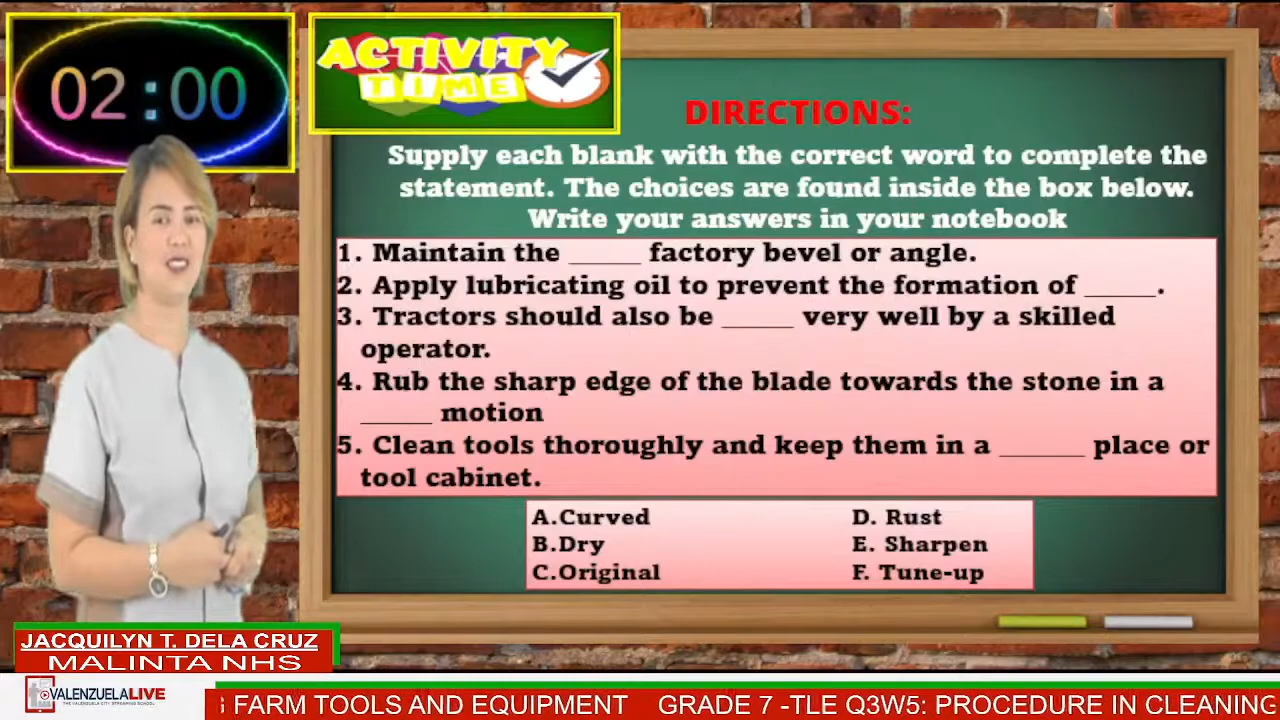 02:00
ACTIVITY
TIME
DIRECTIONS:
Supply each blank with the correct word to complete the
statement. The choices are found inside the box below.
Write your answers in your notebook
1. Maintain the _____ factory bevel or angle.
2. Apply lubricating oil to prevent the formation of _____.
3. Tractors should also be _____ very well by a skilled
operator.
4. Rub the sharp edge of the blade towards the stone in a
_____ motion
5. Clean tools thoroughly and keep them in a ______ place or
tool cabinet.
A.Curved
B.Dry
C.Original
D. Rust
E. Sharpen
F. Tune-up
JACQUILYN T. DELA CRUZ
MALINTA NHS
VALENZUELALIVE
THE VALENZUELA CITY STREAMING SCHOOL
FARM TOOLS AND EQUIPMENT GRADE 7 -TLE Q3W5: PROCEDURE IN CLEANING